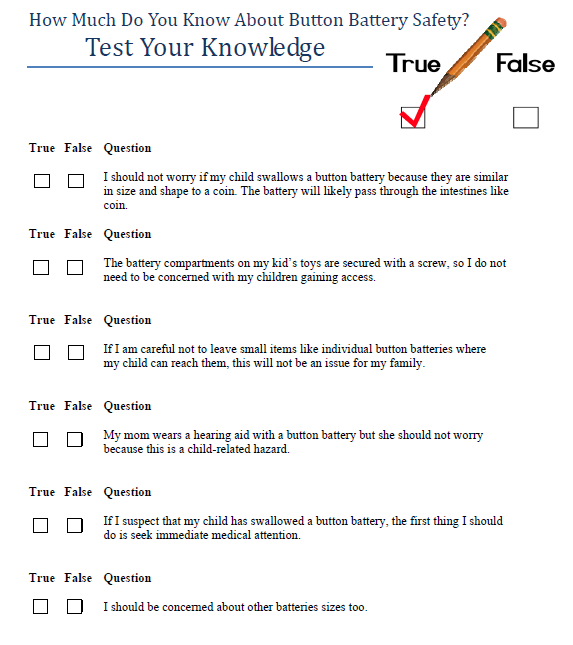 How Much Do You Know About Button Battery Safety?
Test Your Knowledge
True False
True False Question
I should not worry if my child swallows a button battery because they are similar
in size and shape to a coin. The battery will likely pass through the intestines like
coin.
True False Question
The battery compartments on my kid's toys are secured with a screw, so I do not
need to be concerned with my children gaining access.
True False Question
If I am careful not to leave small items like individual button batteries where
my child can reach them, this will not be an issue for my family.
True False Question
My mom wears a hearing aid with a button battery but she should not worry
because this is a child-related hazard.
True False Question
If I suspect that my child has swallowed a button battery, the first thing I should
do is seek immediate medical attention.
True False Question
I should be concerned about other batteries sizes too.